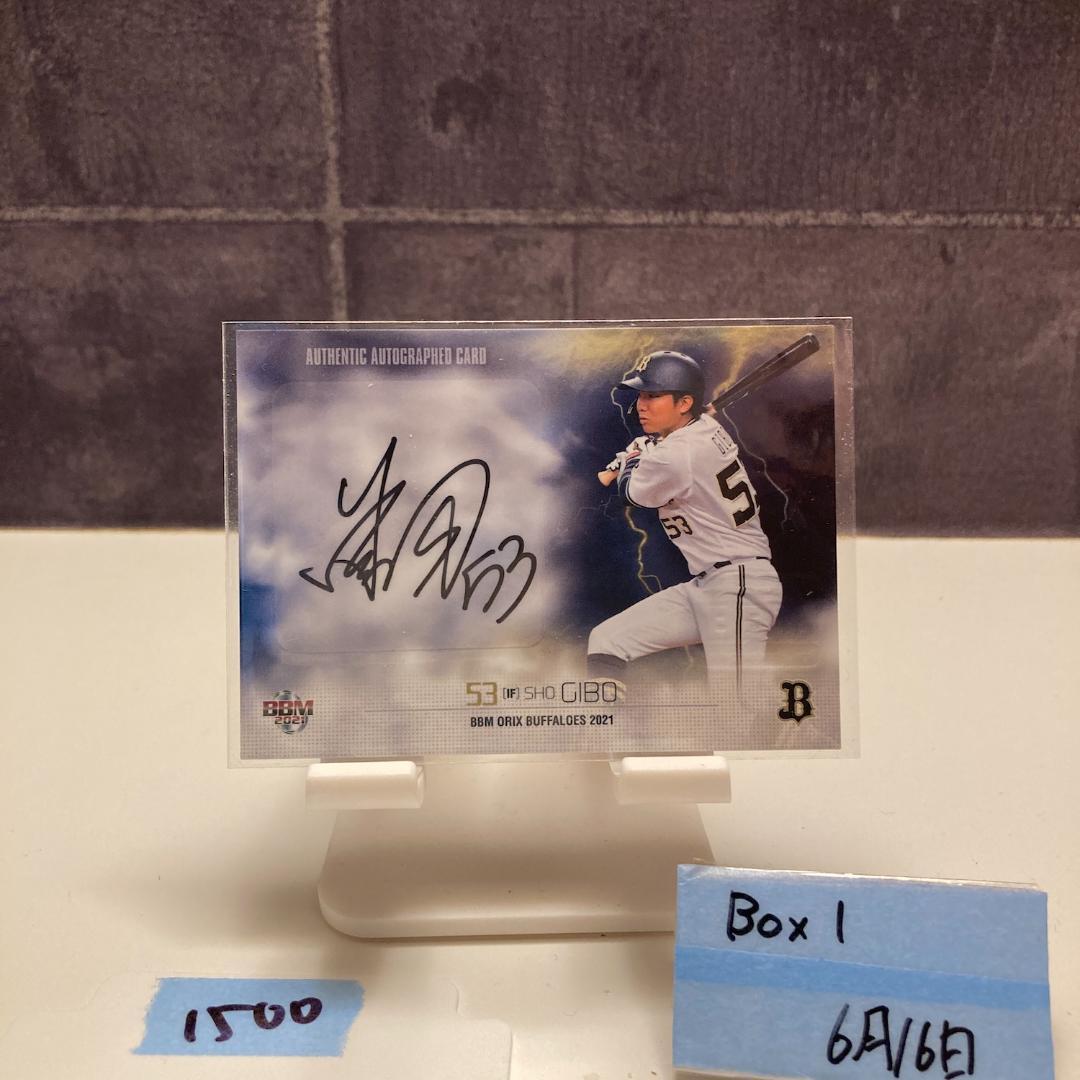 AUTHENTIC AUTOGRAPHED CARD
B
53
53
BBM
2021
53 [IF] SHO GIBO
BBM ORIX BUFFALOES 2021
B
1500
Box 1
6月16日